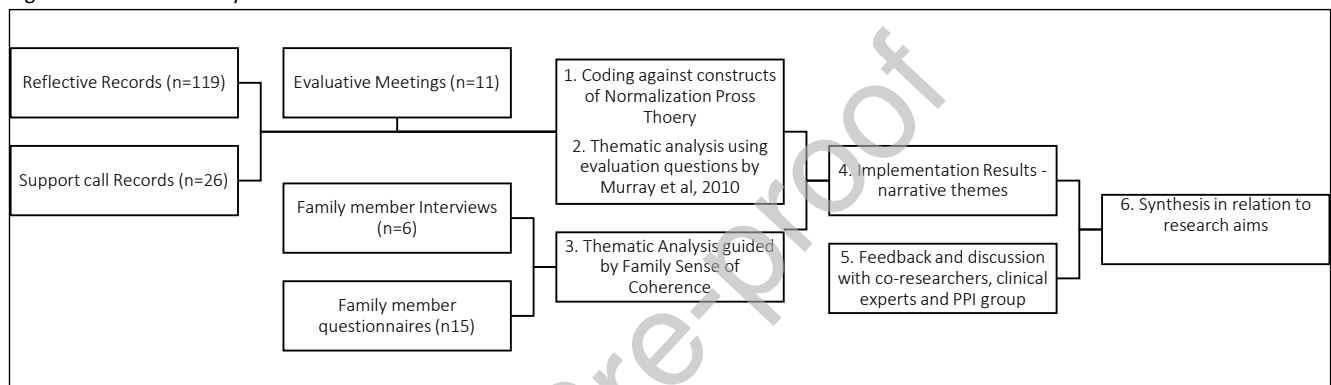 Reflective Records (n=119)
Support call Records (n=26)
Evaluative Meetings (n=11)
Family member Interviews
(n=6)
Family member
questionnaires (n15)
1. Coding against constructs
of Normalization Pross
Thoery
2. Thematic analysis using
evaluation questions by
Murray et al, 2010
3. Thematic Analysis guided
by Family Sense of
Coherence
4. Implementation Results -
narrative themes
5. Feedback and discussion
with co-researchers, clinical
experts and PPI group
6. Synthesis in relation to
research aims
re-proof